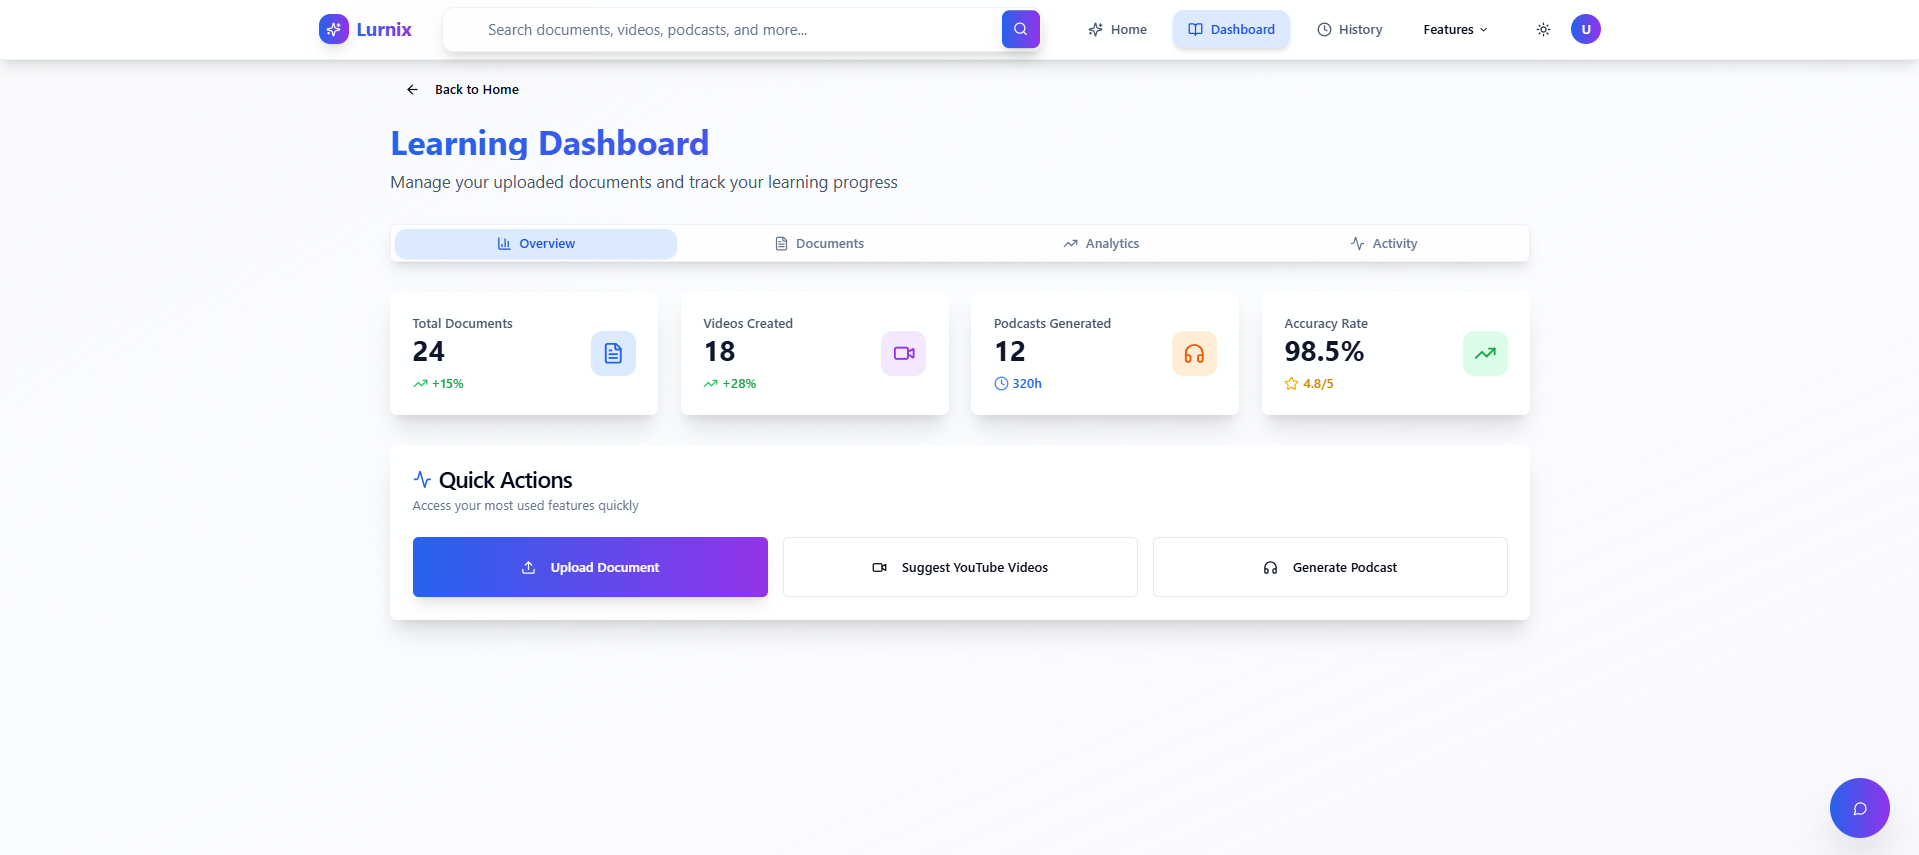 Lurnix
Search documents, videos, podcasts, and more...
Home
Dashboard
History
Features
U
Back to Home
Learning Dashboard
Manage your uploaded documents and track your learning progress
Overview
Documents
Analytics
Activity
Total Documents
24
+15%
Videos Created
18
+28%
Podcasts Generated
12
320h
Accuracy Rate
98.5%
4.8/5
Quick Actions
Access your most used features quickly
Upload Document
Suggest YouTube Videos
Generate Podcast